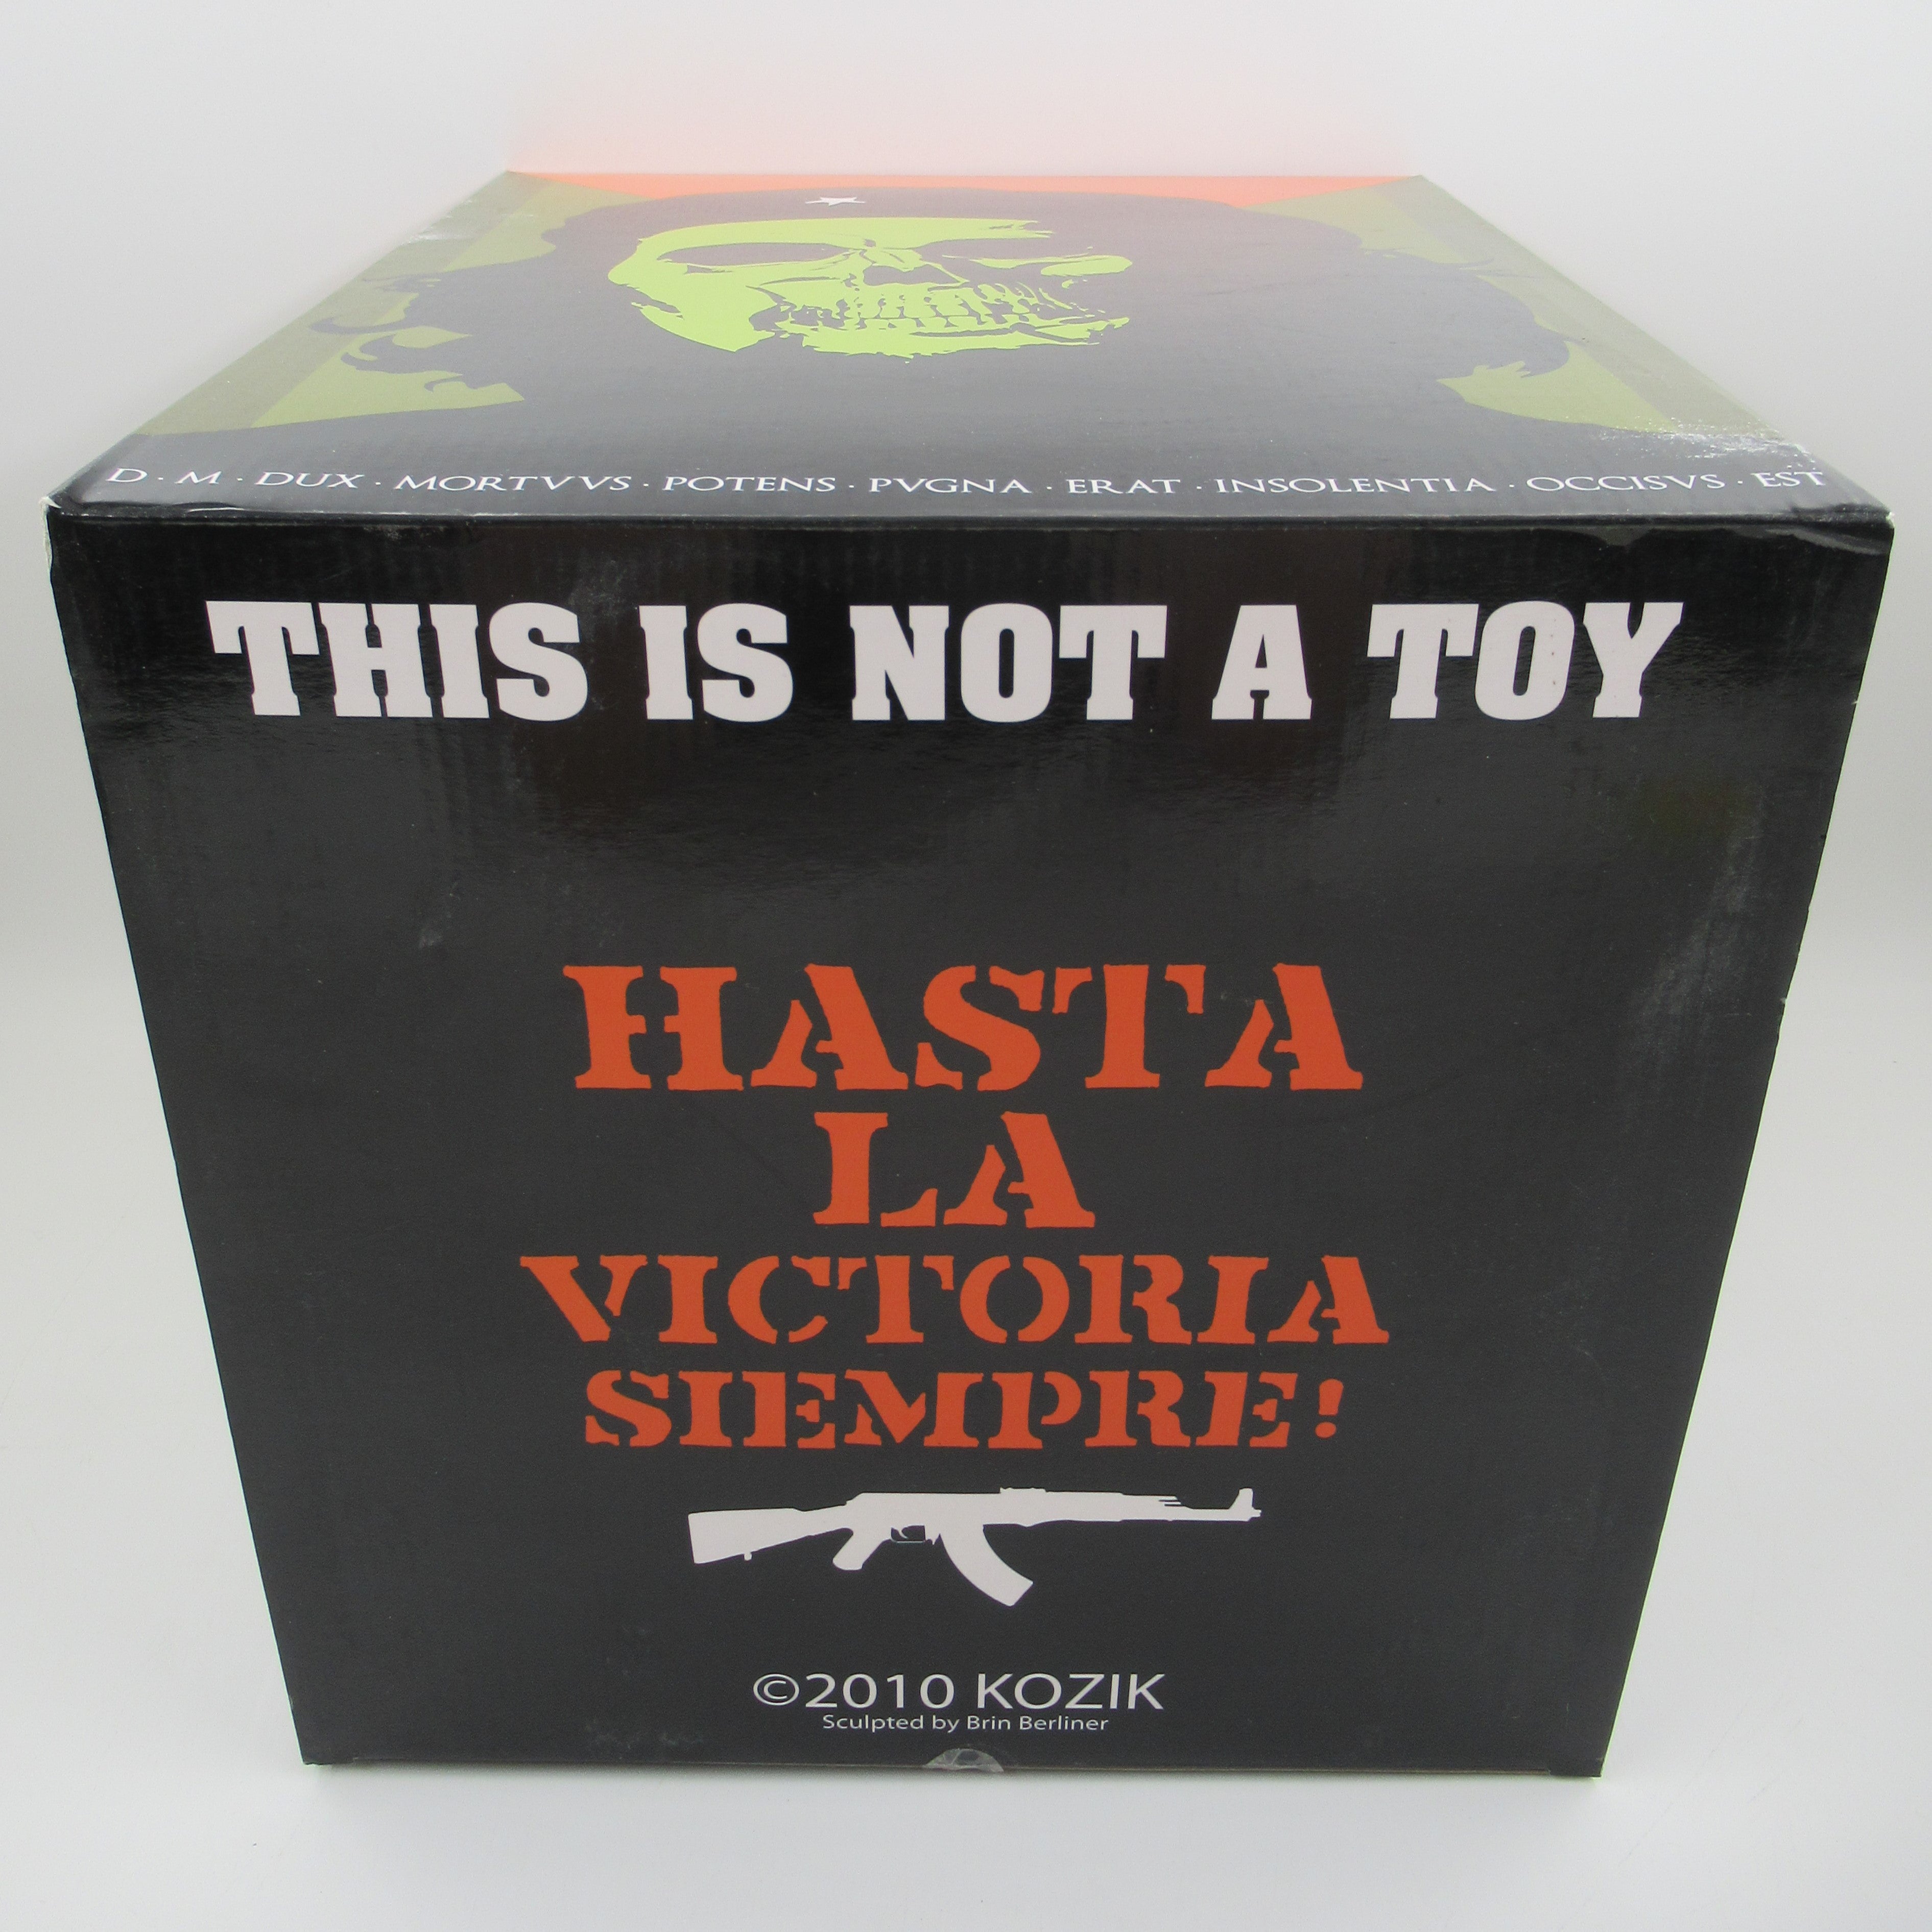 D · M · DUX · MORTVVS · POTENS · PVGNA · ERAT · INSOLENTIA · OCCISVS · EST
THIS IS NOT A TOY
HASTA
LA
VICTORIA
SIEMPRE!
©2010 KOZIK
Sculpted by Brin Berliner